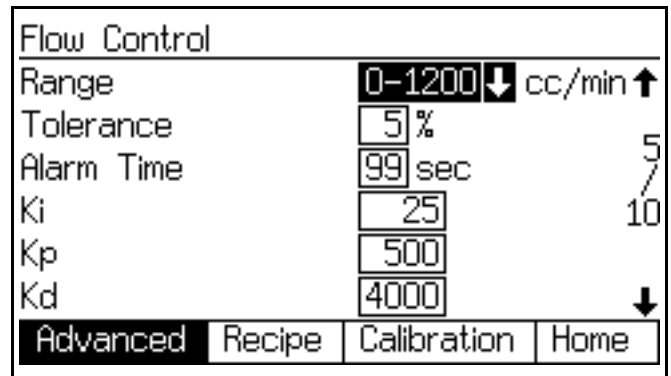 Flow Control
Range 0-1200 cc/min
Tolerance 5 %
Alarm Time 99 sec
5/10
Ki 25
Kp 500
Kd 4000
Advanced Recipe Calibration Home